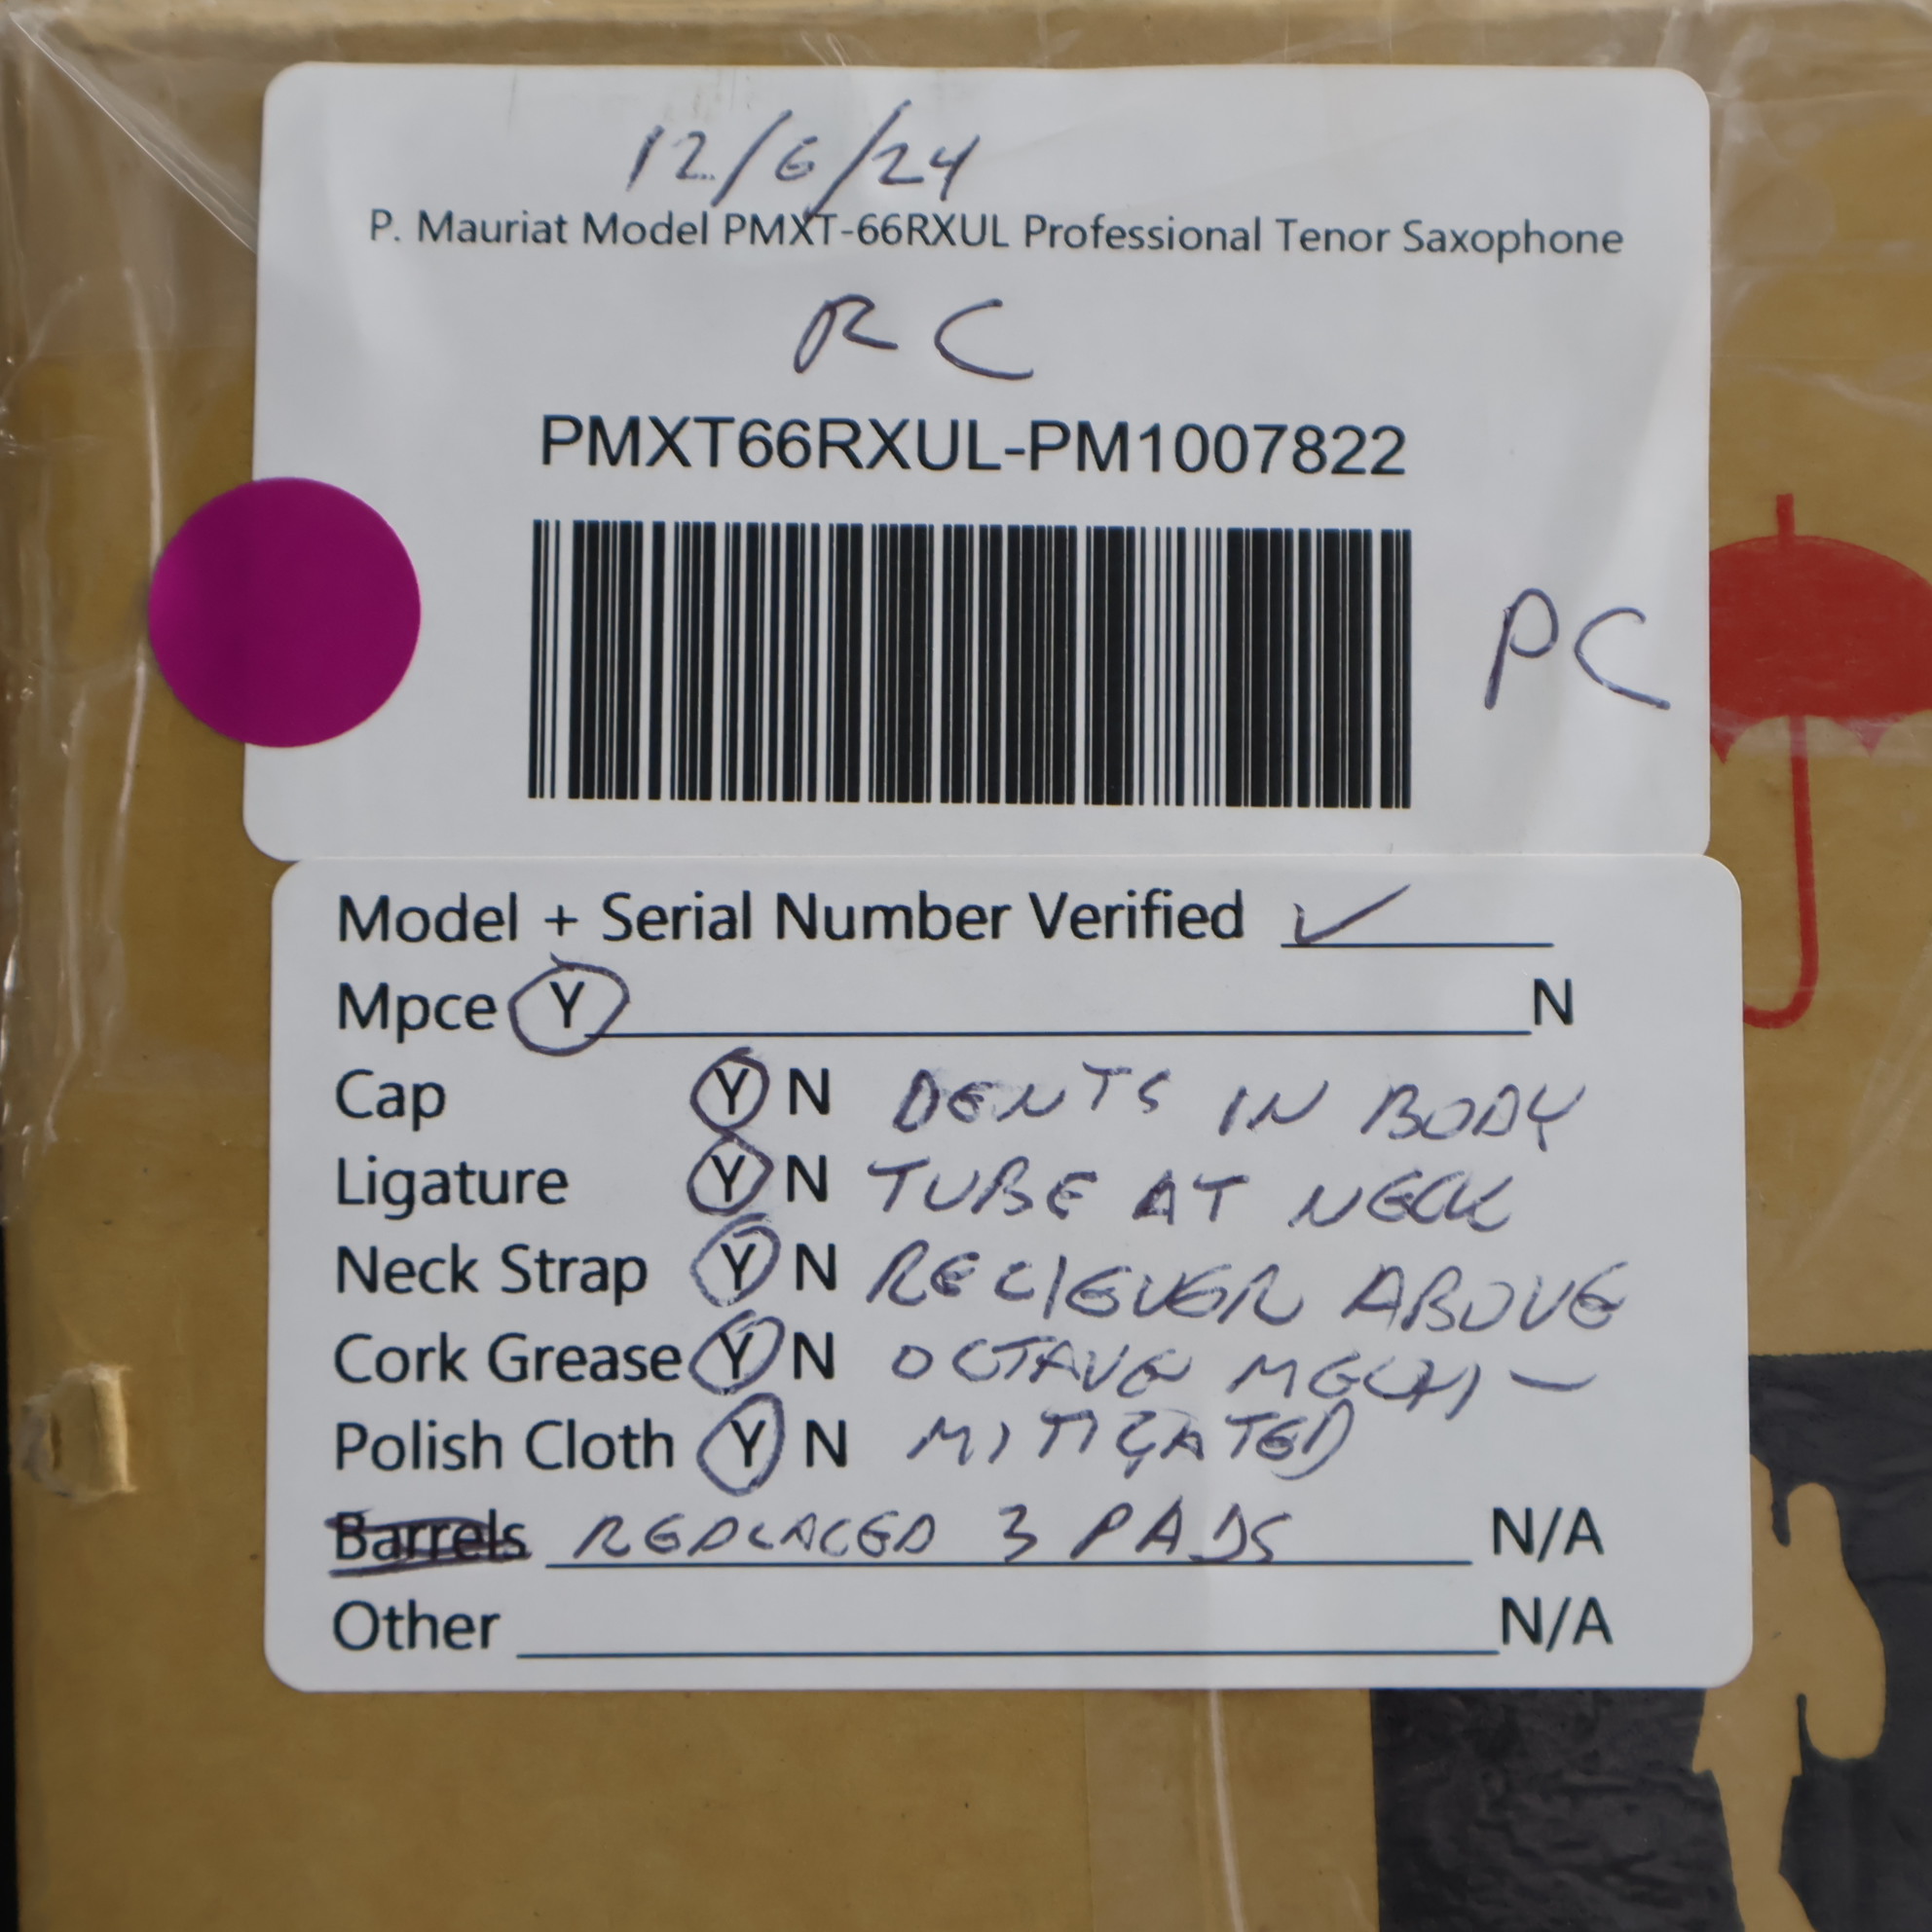 12/6/24
P. Mauriat Model PMXT-66RXUL Professional Tenor Saxophone
RC
PMXT66RXUL-PM1007822
PC
Model + Serial Number Verified ✓
Mpce Y N
Cap Y N DENTS IN BODY
Ligature Y N TUBE AT NECK
Neck Strap Y N RECIEVER ABOVE
Cork Grease Y N OCTAVE MECH -
Polish Cloth Y N MITIGATED
Barrels REPLACED 3 PADS N/A
Other N/A